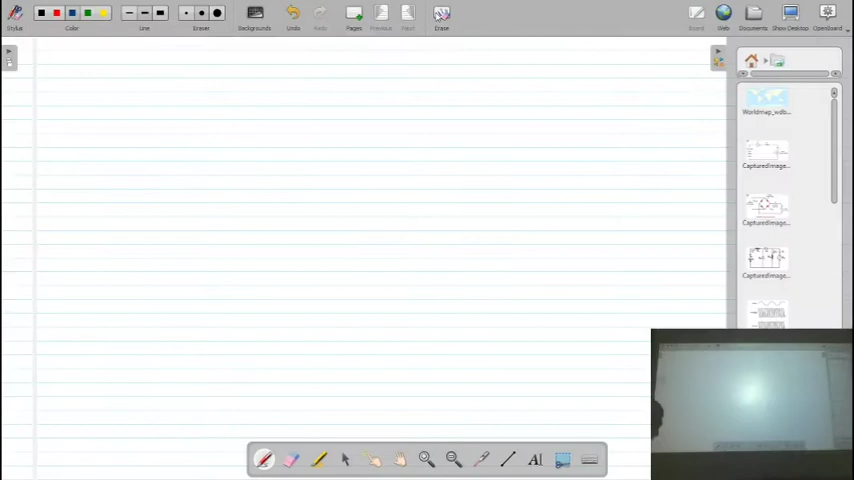 Stylus Color Line Eraser Backgrounds Undo Redo Pages Previous Next Erase Board Web Documents Show Desktop OpenBoard
Worldmap_wdb...
CapturedImage...
CapturedImage...
CapturedImage...